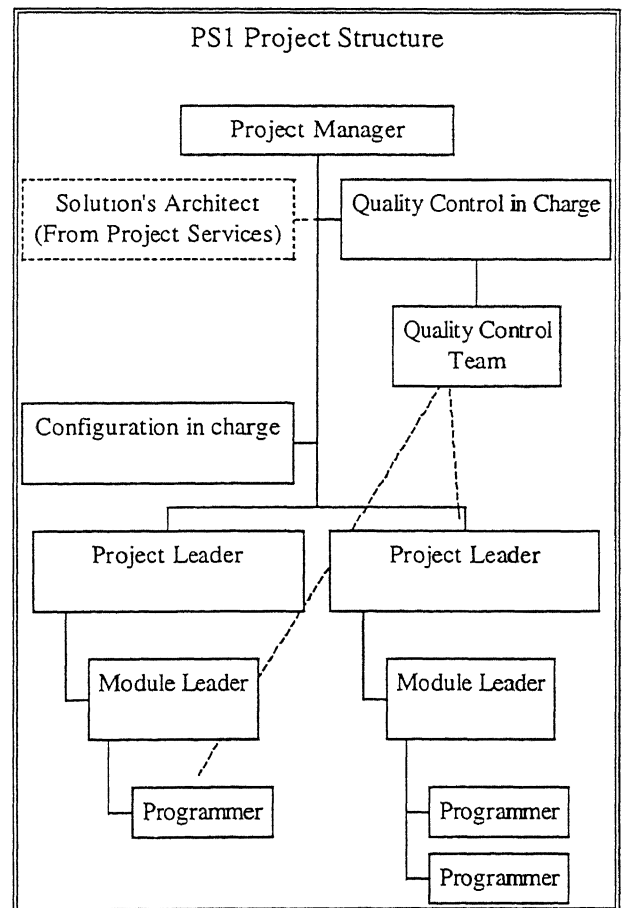 PS1 Project Structure
Project Manager
Solution's Architect
(From Project Services)
Quality Control in Charge
Quality Control
Team
Configuration in charge
Project Leader
Project Leader
Module Leader
Module Leader
Programmer
Programmer
Programmer